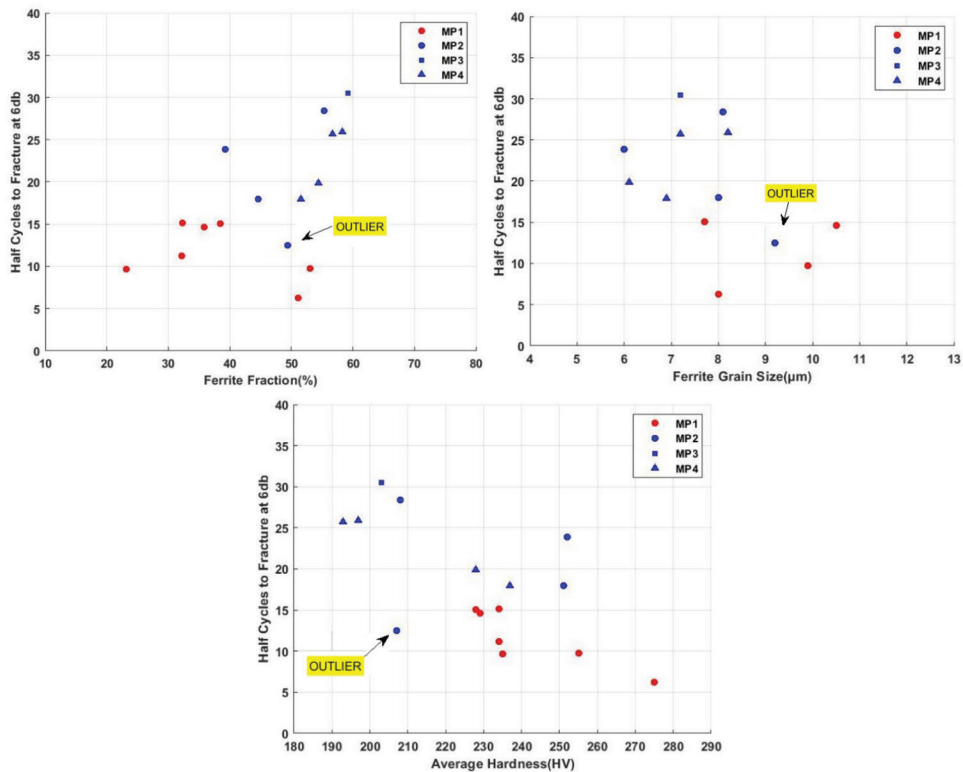 MP1
MP2
MP3
MP4
Half Cycles to Fracture at 6db
40
35
30
25
20
15
10
5
0
OUTLIER
10 20 30 40 50 60 70 80
Ferrite Fraction(%)
MP1
MP2
MP3
MP4
Half Cycles to Fracture at 6db
40
35
30
25
20
15
10
5
0
OUTLIER
4 5 6 7 8 9 10 11 12 13
Ferrite Grain Size(µm)
MP1
MP2
MP3
MP4
Half Cycles to Fracture at 6db
40
35
30
25
20
15
10
5
0
OUTLIER
180 190 200 210 220 230 240 250 260 270 280 290
Average Hardness(HV)